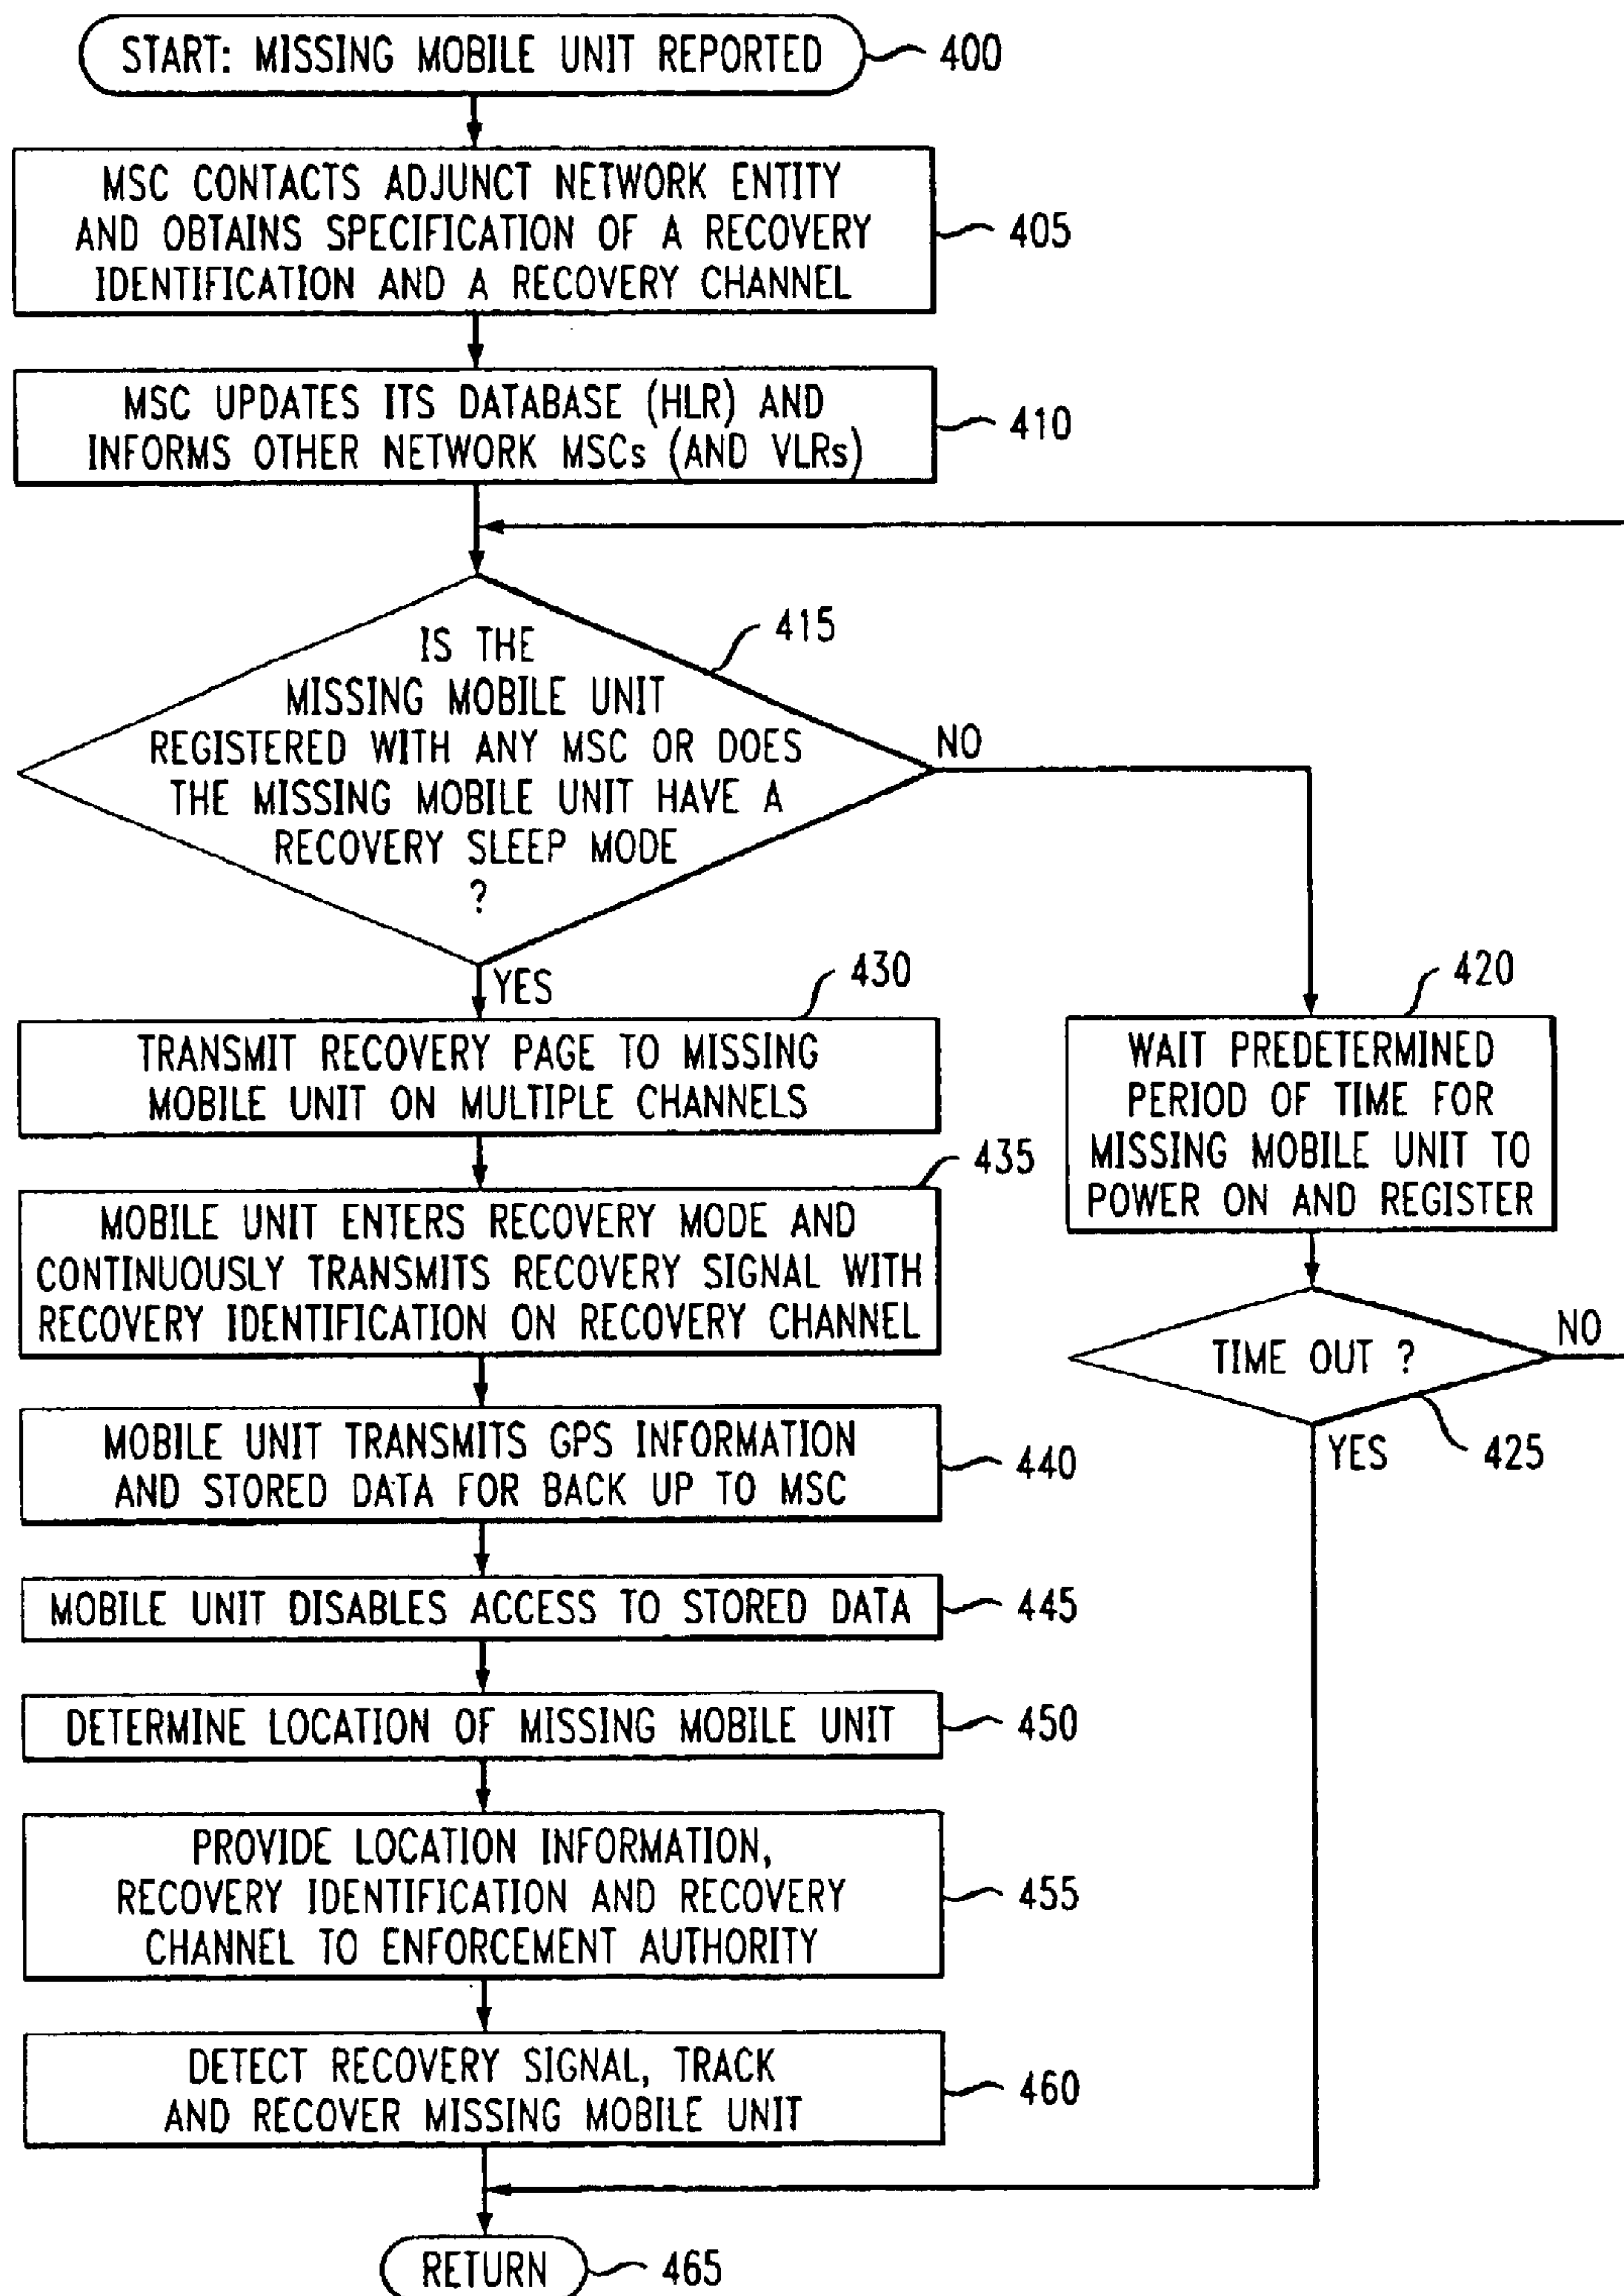 START: MISSING MOBILE UNIT REPORTED
400
MSC CONTACTS ADJUNCT NETWORK ENTITY
AND OBTAINS SPECIFICATION OF A RECOVERY
IDENTIFICATION AND A RECOVERY CHANNEL
405
MSC UPDATES ITS DATABASE (HLR) AND
INFORMS OTHER NETWORK MSCs (AND VLRs)
410
IS THE
MISSING MOBILE UNIT
REGISTERED WITH ANY MSC OR DOES
THE MISSING MOBILE UNIT HAVE A
RECOVERY SLEEP MODE
?
415
NO
YES
420
WAIT PREDETERMINED
PERIOD OF TIME FOR
MISSING MOBILE UNIT TO
POWER ON AND REGISTER
TIME OUT ?
NO
YES
425
430
TRANSMIT RECOVERY PAGE TO MISSING
MOBILE UNIT ON MULTIPLE CHANNELS
435
MOBILE UNIT ENTERS RECOVERY MODE AND
CONTINUOUSLY TRANSMITS RECOVERY SIGNAL WITH
RECOVERY IDENTIFICATION ON RECOVERY CHANNEL
MOBILE UNIT TRANSMITS GPS INFORMATION
AND STORED DATA FOR BACK UP TO MSC
440
MOBILE UNIT DISABLES ACCESS TO STORED DATA
445
DETERMINE LOCATION OF MISSING MOBILE UNIT
450
PROVIDE LOCATION INFORMATION,
RECOVERY IDENTIFICATION AND RECOVERY
CHANNEL TO ENFORCEMENT AUTHORITY
455
DETECT RECOVERY SIGNAL, TRACK
AND RECOVER MISSING MOBILE UNIT
460
RETURN
465